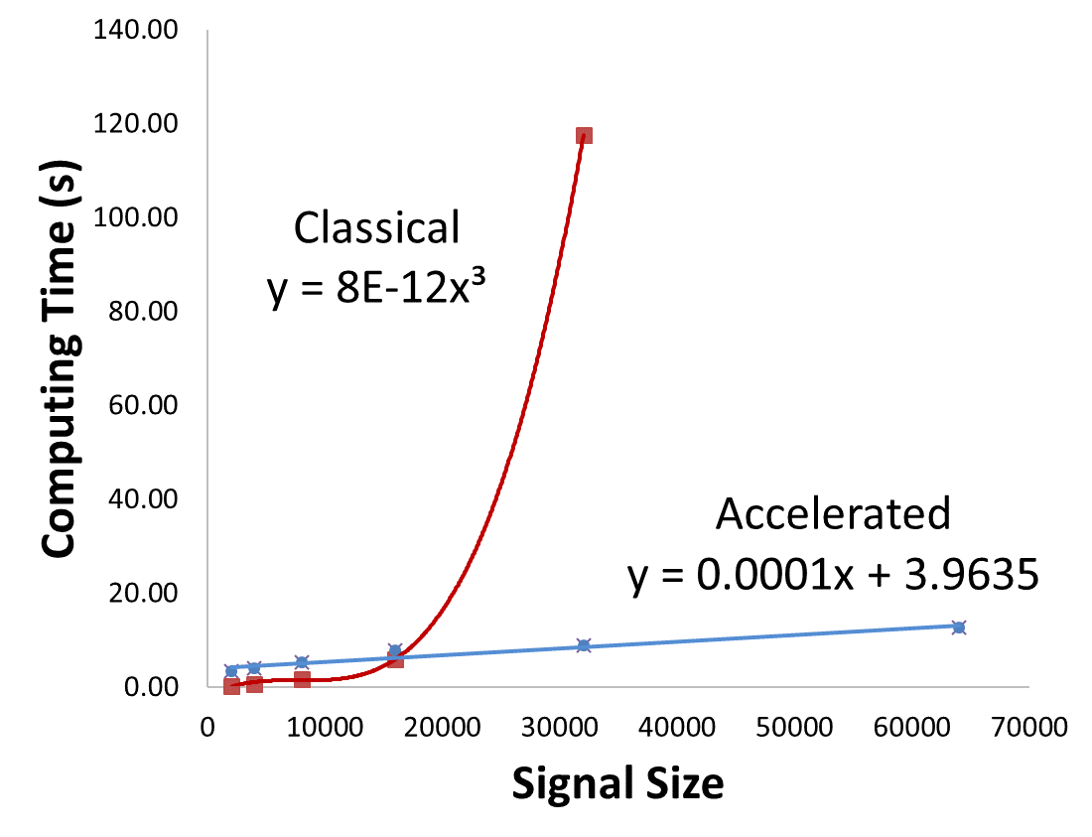 140.00
120.00
100.00
80.00
60.00
40.00
20.00
0.00
Computing Time (s)
Classical
y = 8E-12x³
Accelerated
y = 0.0001x + 3.9635
0 10000 20000 30000 40000 50000 60000 70000
Signal Size